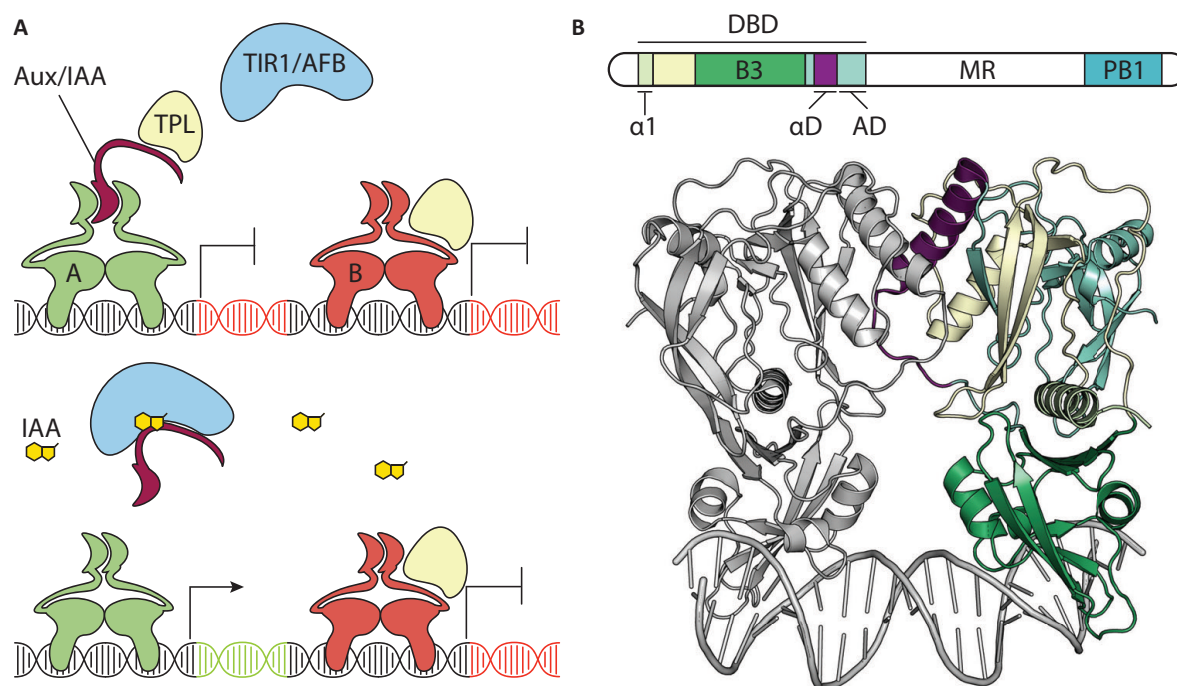 A
TIR1/AFB
Aux/IAA
TPL
A
B
IAA
B
DBD
B3
MR
PB1
α1
αD
AD